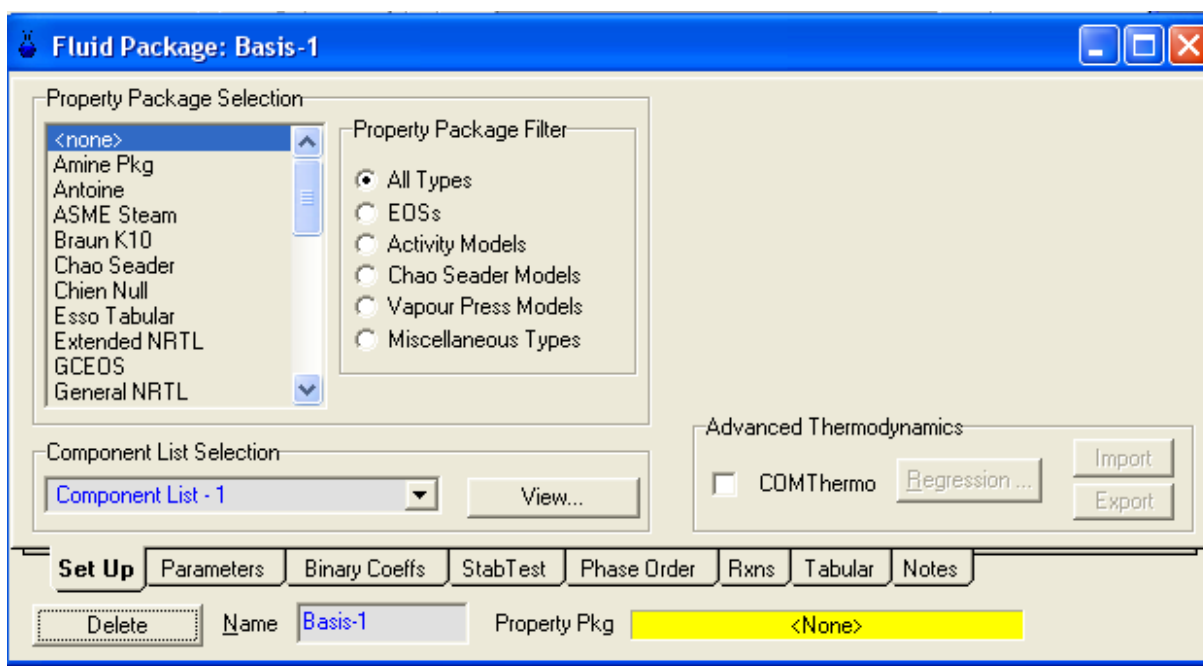 Fluid Package: Basis-1
Property Package Selection
<none>
Amine Pkg
Antoine
ASME Steam
Braun K10
Chao Seader
Chien Null
Esso Tabular
Extended NRTL
GCEOS
General NRTL
Property Package Filter
All Types
EOSs
Activity Models
Chao Seader Models
Vapour Press Models
Miscellaneous Types
Component List Selection
Component List - 1
View...
Advanced Thermodynamics
COMThermo
Regression ...
Import
Export
Set Up Parameters Binary Coeffs StabTest Phase Order Rxns Tabular Notes
Delete Name Basis-1 Property Pkg <None>